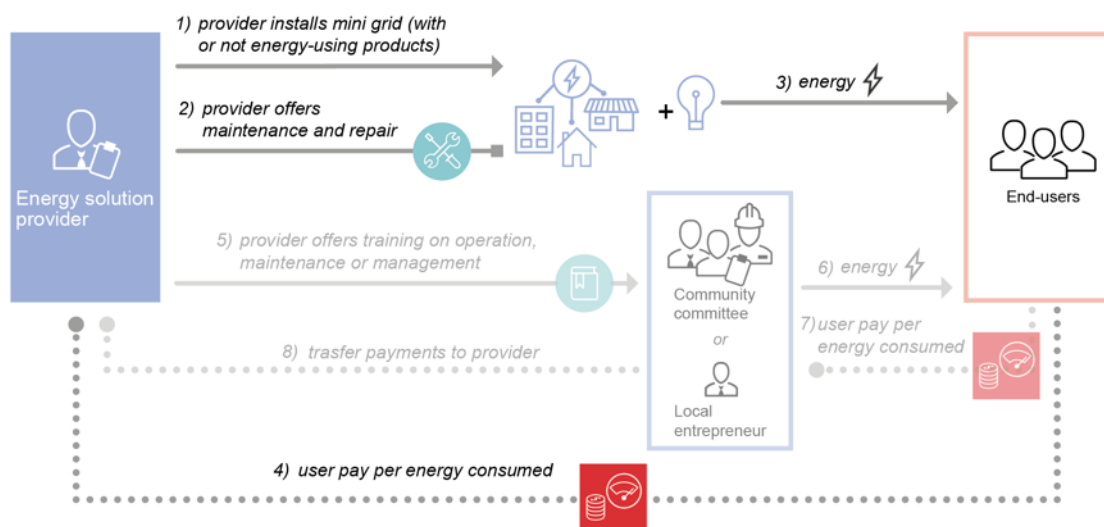 1) provider installs mini grid (with
or not energy-using products)
2) provider offers
maintenance and repair
3) energy
Energy solution
provider
End-users
5) provider offers training on operation,
maintenance or management
6) energy
Community
committee
or
Local
entrepreneur
7) user pay per
energy consumed
8) trasfer payments to provider
4) user pay per energy consumed